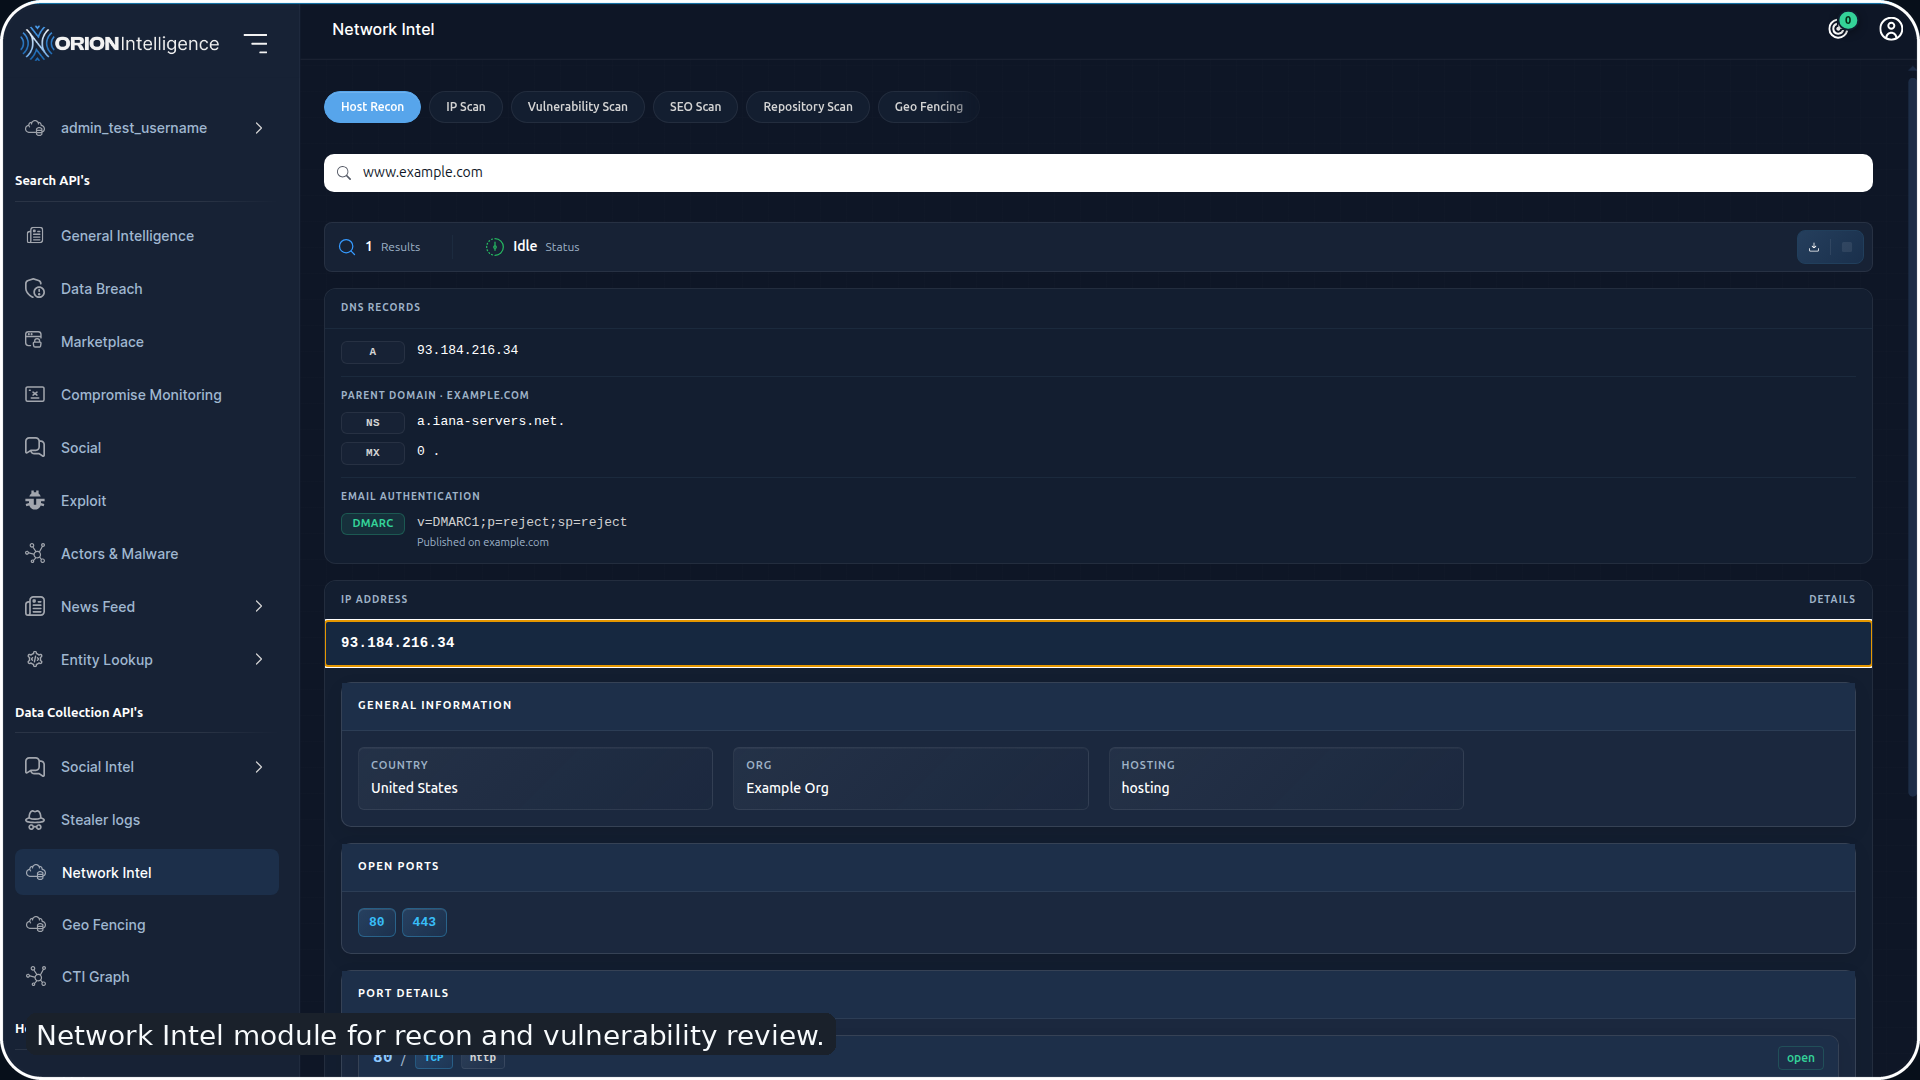 ORIONIntelligence
Network Intel
0
admin_test_username
Search API's
General Intelligence
Data Breach
Marketplace
Compromise Monitoring
Social
Exploit
Actors & Malware
News Feed
Entity Lookup
Data Collection API's
Social Intel
Stealer logs
Network Intel
Geo Fencing
CTI Graph
Host Recon
IP Scan
Vulnerability Scan
SEO Scan
Repository Scan
Geo Fencing
www.example.com
1 Results
Idle Status
DNS RECORDS
A 93.184.216.34
PARENT DOMAIN · EXAMPLE.COM
NS a.iana-servers.net.
MX 0 .
EMAIL AUTHENTICATION
DMARC v=DMARC1;p=reject;sp=reject
Published on example.com
IP ADDRESS DETAILS
93.184.216.34
GENERAL INFORMATION
COUNTRY
United States
ORG
Example Org
HOSTING
hosting
OPEN PORTS
80 443
PORT DETAILS
80 / TCP http open
Network Intel module for recon and vulnerability review.